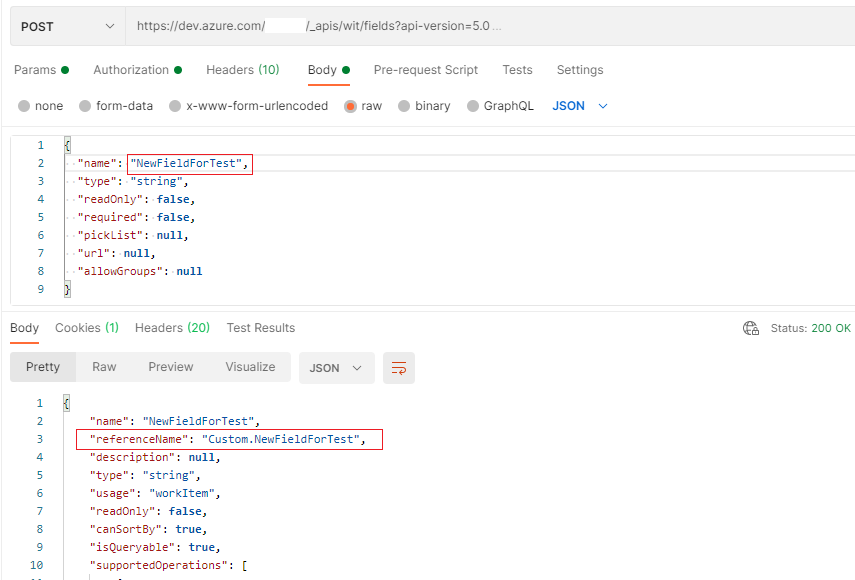 POST https://dev.azure.com/ /_apis/wit/fields?api-version=5.0 ...
Params Authorization Headers (10) Body Pre-request Script Tests Settings
none form-data x-www-form-urlencoded raw binary GraphQL JSON
1 {
2 "name": "NewFieldForTest",
3 "type": "string",
4 "readOnly": false,
5 "required": false,
6 "pickList": null,
7 "url": null,
8 "allowGroups": null
9 }
Body Cookies (1) Headers (20) Test Results Status: 200 OK
Pretty Raw Preview Visualize JSON
1 {
2 "name": "NewFieldForTest",
3 "referenceName": "Custom.NewFieldForTest",
4 "description": null,
5 "type": "string",
6 "usage": "workItem",
7 "readOnly": false,
8 "canSortBy": true,
9 "isQueryable": true,
10 "supportedOperations": [